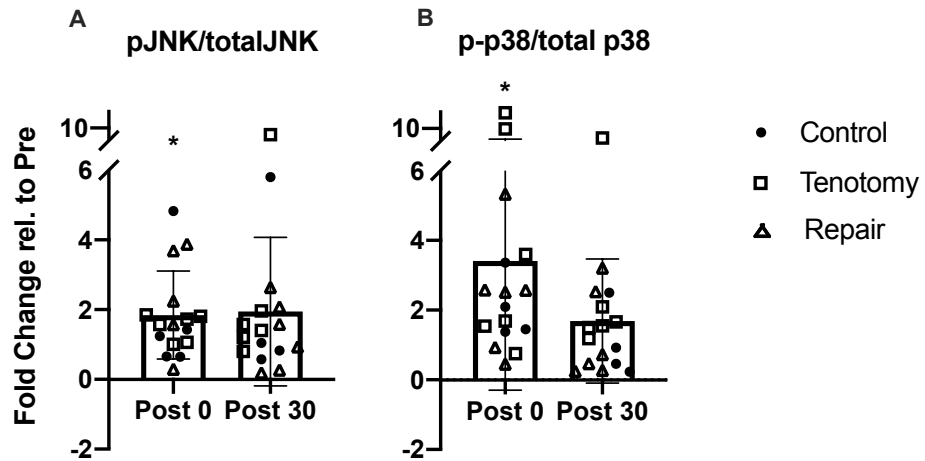 A
pJNK/totalJNK
Fold Change rel. to Pre
10
6
4
2
0
-2
*
Post 0 Post 30
B
p-p38/total p38
10
6
4
2
0
-2
*
Post 0 Post 30
Control
Tenotomy
Repair